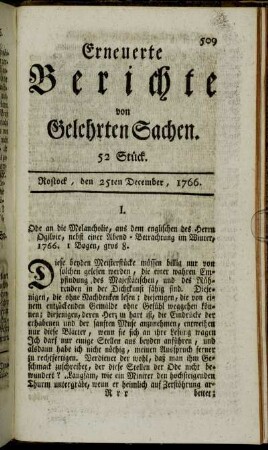 509
Erneuerte
Berichte
von
Gelehrten Sachen.
52 Stück.
Rostock, den 25ten December, 1766.
I.
Ode an die Melancholie, aus dem englischen des Herrn
Ogilvie, nebst einer Abend-Betrachtung im Winter,
1766. 1 Bogen, gros 8.
Diese beyden Meisterstücke müssen billig nur von
solchen gelesen werden, die einer wahren Em-
pfindung des Majestätischen, und des Rüh-
renden in der Dichtkunst fähig sind. Dieje-
nigen, die ohne Nachdenken lesen; diejenigen, die von ei-
nem entzückenden Gemälde ohne Gefühl weggehen kön-
nen; diejenigen, deren Herz zu hart ist, die Eindrücke der
erhabenen und der sanften Muse anzunehmen, entweihen
nur diese Blätter, wenn sie sich an ihre Lesung wagen
Ich darf nur einige Stellen aus beyden anführen, und
alsdann habe ich nicht nöthig, meinen Ausspruch ferner
zu rechtfertigen. Verdienet der wohl, daß man ihm Ge-
schmack zuschreibet, der diese Stellen der Ode nicht be-
wundert? „Langsam, wie ein Minirer den hochsteigenden
Thurm untergräbt, wenn er heimlich auf Zerstöhrung ar-
Rrr
beitet;